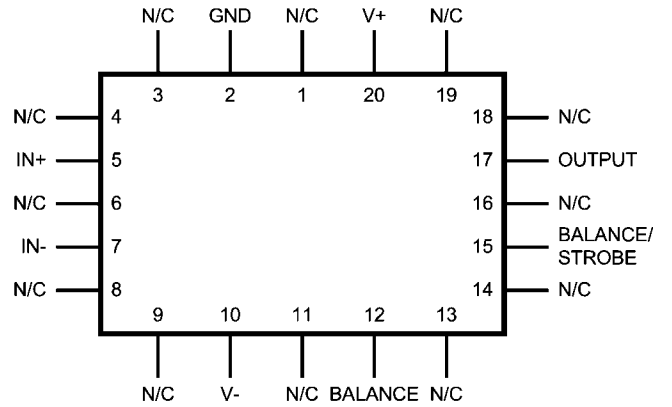 N/C GND N/C V+ N/C
3 2 1 20 19
N/C 4 18 N/C
IN+ 5 17 OUTPUT
N/C 6 16 N/C
IN- 7 15 BALANCE/
STROBE
N/C 8 14 N/C
9 10 11 12 13
N/C V- N/C BALANCE N/C